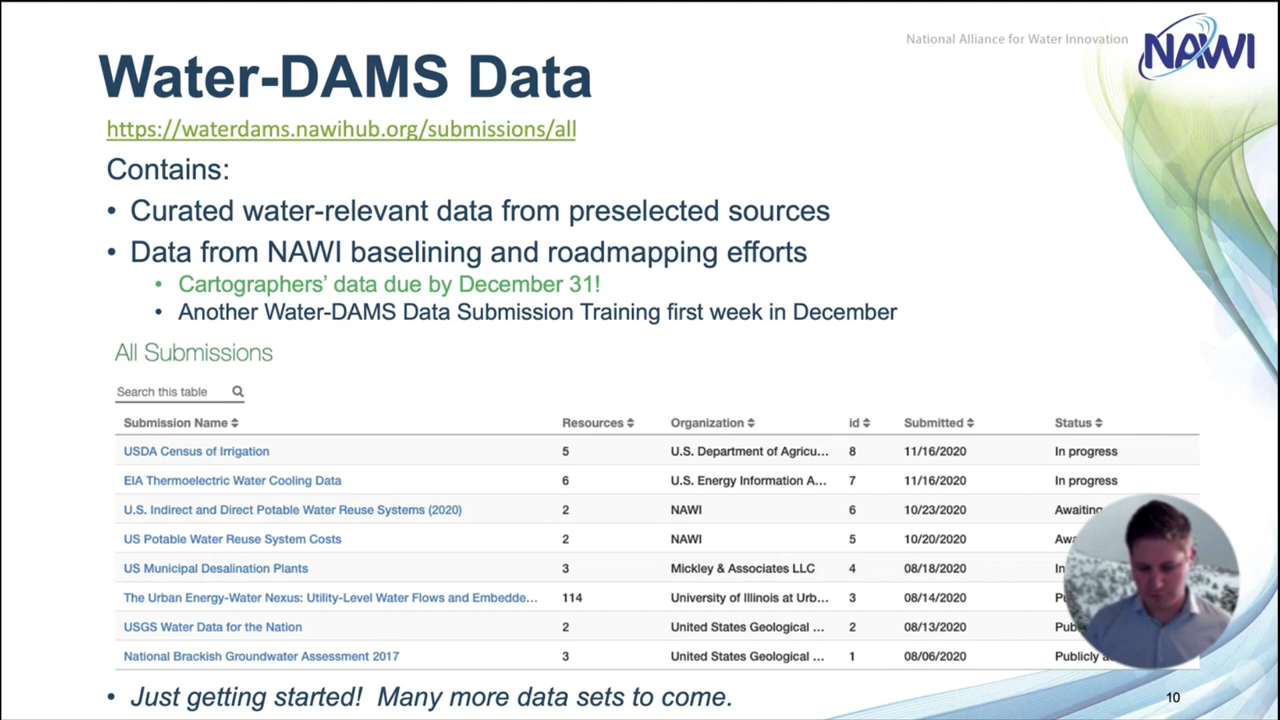 National Alliance for Water Innovation
NAWI
Water-DAMS Data
https://waterdams.nawihub.org/submissions/all
Contains:
• Curated water-relevant data from preselected sources
• Data from NAWI baselining and roadmapping efforts
• Cartographers’ data due by December 31!
• Another Water-DAMS Data Submission Training first week in December
All Submissions
Search this table
Submission Name Resources Organization id Submitted Status
USDA Census of Irrigation 5 U.S. Department of Agricu... 8 11/16/2020 In progress
EIA Thermoelectric Water Cooling Data 6 U.S. Energy Information A... 7 11/16/2020 In progress
U.S. Indirect and Direct Potable Water Reuse Systems (2020) 2 NAWI 6 10/23/2020 Awaiting
US Potable Water Reuse System Costs 2 NAWI 5 10/20/2020
US Municipal Desalination Plants 3 Mickley & Associates LLC 4 08/18/2020 In
The Urban Energy-Water Nexus: Utility-Level Water Flows and Embedde... 114 University of Illinois at Urb... 3 08/14/2020
USGS Water Data for the Nation 2 United States Geological ... 2 08/13/2020
National Brackish Groundwater Assessment 2017 3 United States Geological ... 1 08/06/2020 Publicly
• Just getting started! Many more data sets to come.
10